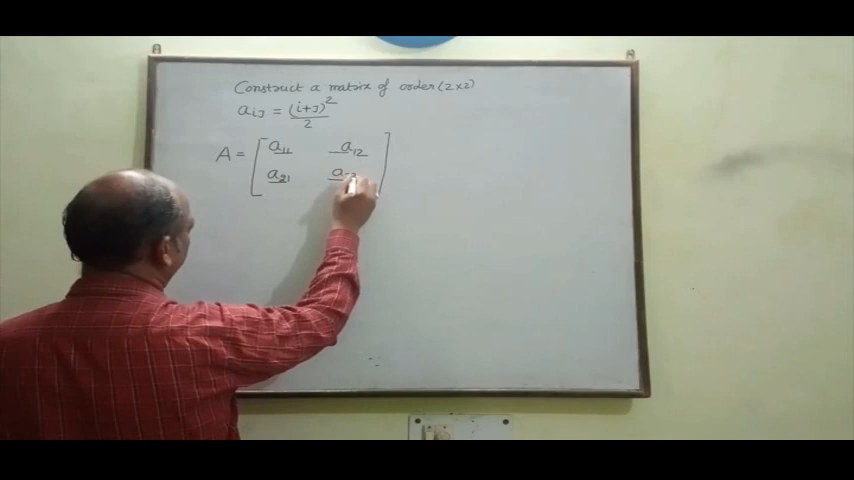 Construct a matrix of order (2×2)
aij = (i+j)²/2
A = [ a11 a12
a21 a